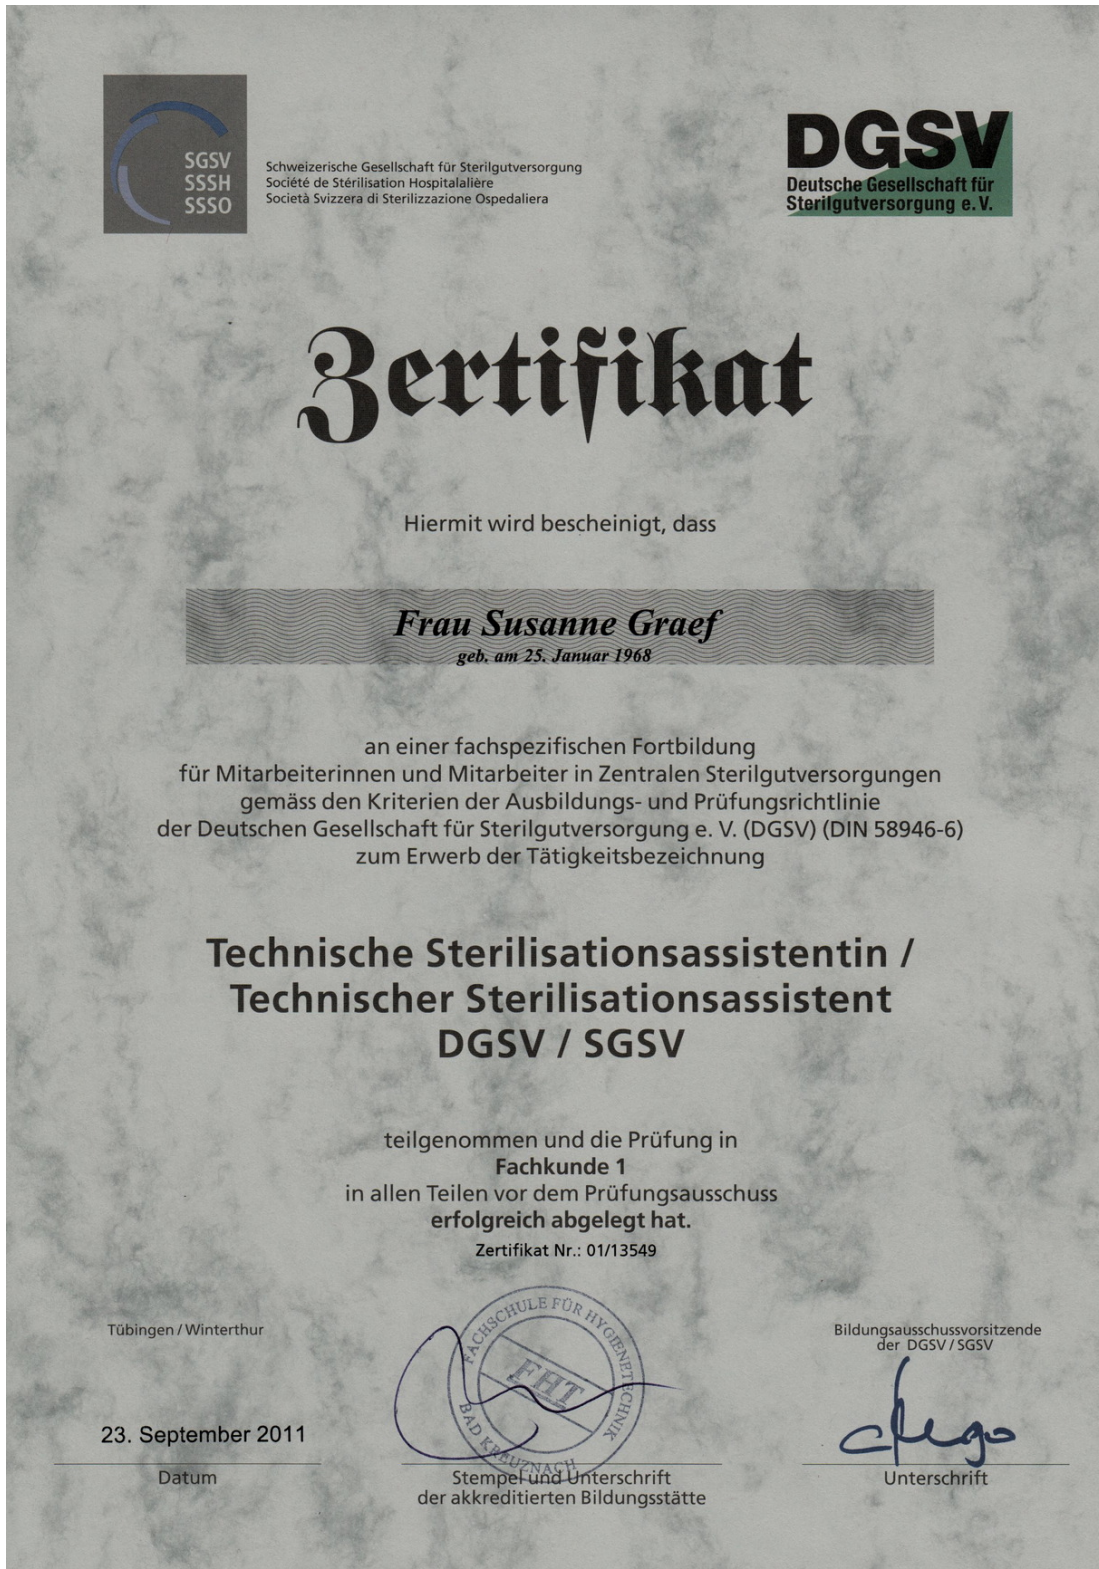 SGSV
SSSH
SSSO
Schweizerische Gesellschaft für Sterilgutversorgung
Société de Stérilisation Hospitalalière
Società Svizzera di Sterilizzazione Ospedaliera
DGSV
Deutsche Gesellschaft für
Sterilgutversorgung e. V.
Zertifikat
Hiermit wird bescheinigt, dass
Frau Susanne Graef
geb. am 25. Januar 1968
an einer fachspezifischen Fortbildung
für Mitarbeiterinnen und Mitarbeiter in Zentralen Sterilgutversorgungen
gemäss den Kriterien der Ausbildungs- und Prüfungsrichtlinie
der Deutschen Gesellschaft für Sterilgutversorgung e. V. (DGSV) (DIN 58946-6)
zum Erwerb der Tätigkeitsbezeichnung
Technische Sterilisationsassistentin /
Technischer Sterilisationsassistent
DGSV / SGSV
teilgenommen und die Prüfung in
Fachkunde 1
in allen Teilen vor dem Prüfungsausschuss
erfolgreich abgelegt hat.
Zertifikat Nr.: 01/13549
Tübingen / Winterthur
23. September 2011
Datum
FACHSCHULE FÜR HYGIENETECHNIK
FHT
BAD KREUZNACH
Stempel und Unterschrift
der akkreditierten Bildungsstätte
Bildungsausschussvorsitzende
der DGSV / SGSV
Unterschrift